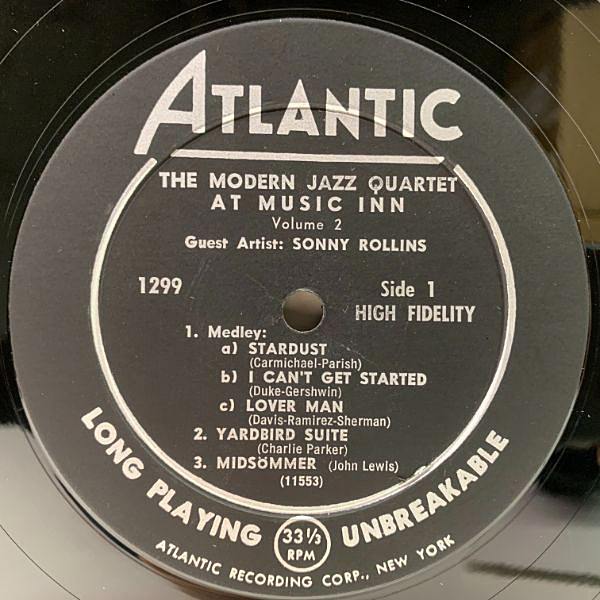 ATLANTIC
THE MODERN JAZZ QUARTET
AT MUSIC INN
Volume 2
Guest Artist: SONNY ROLLINS
1299
Side 1
HIGH FIDELITY
1. Medley:
a) STARDUST
(Carmichael-Parish)
b) I CAN'T GET STARTED
(Duke-Gershwin)
c) LOVER MAN
(Davis-Ramirez-Sherman)
2. YARDBIRD SUITE
(Charlie Parker)
3. MIDSÖMMER (John Lewis)
(11553)
LONG PLAYING 33 1/3 RPM UNBREAKABLE
ATLANTIC RECORDING CORP., NEW YORK